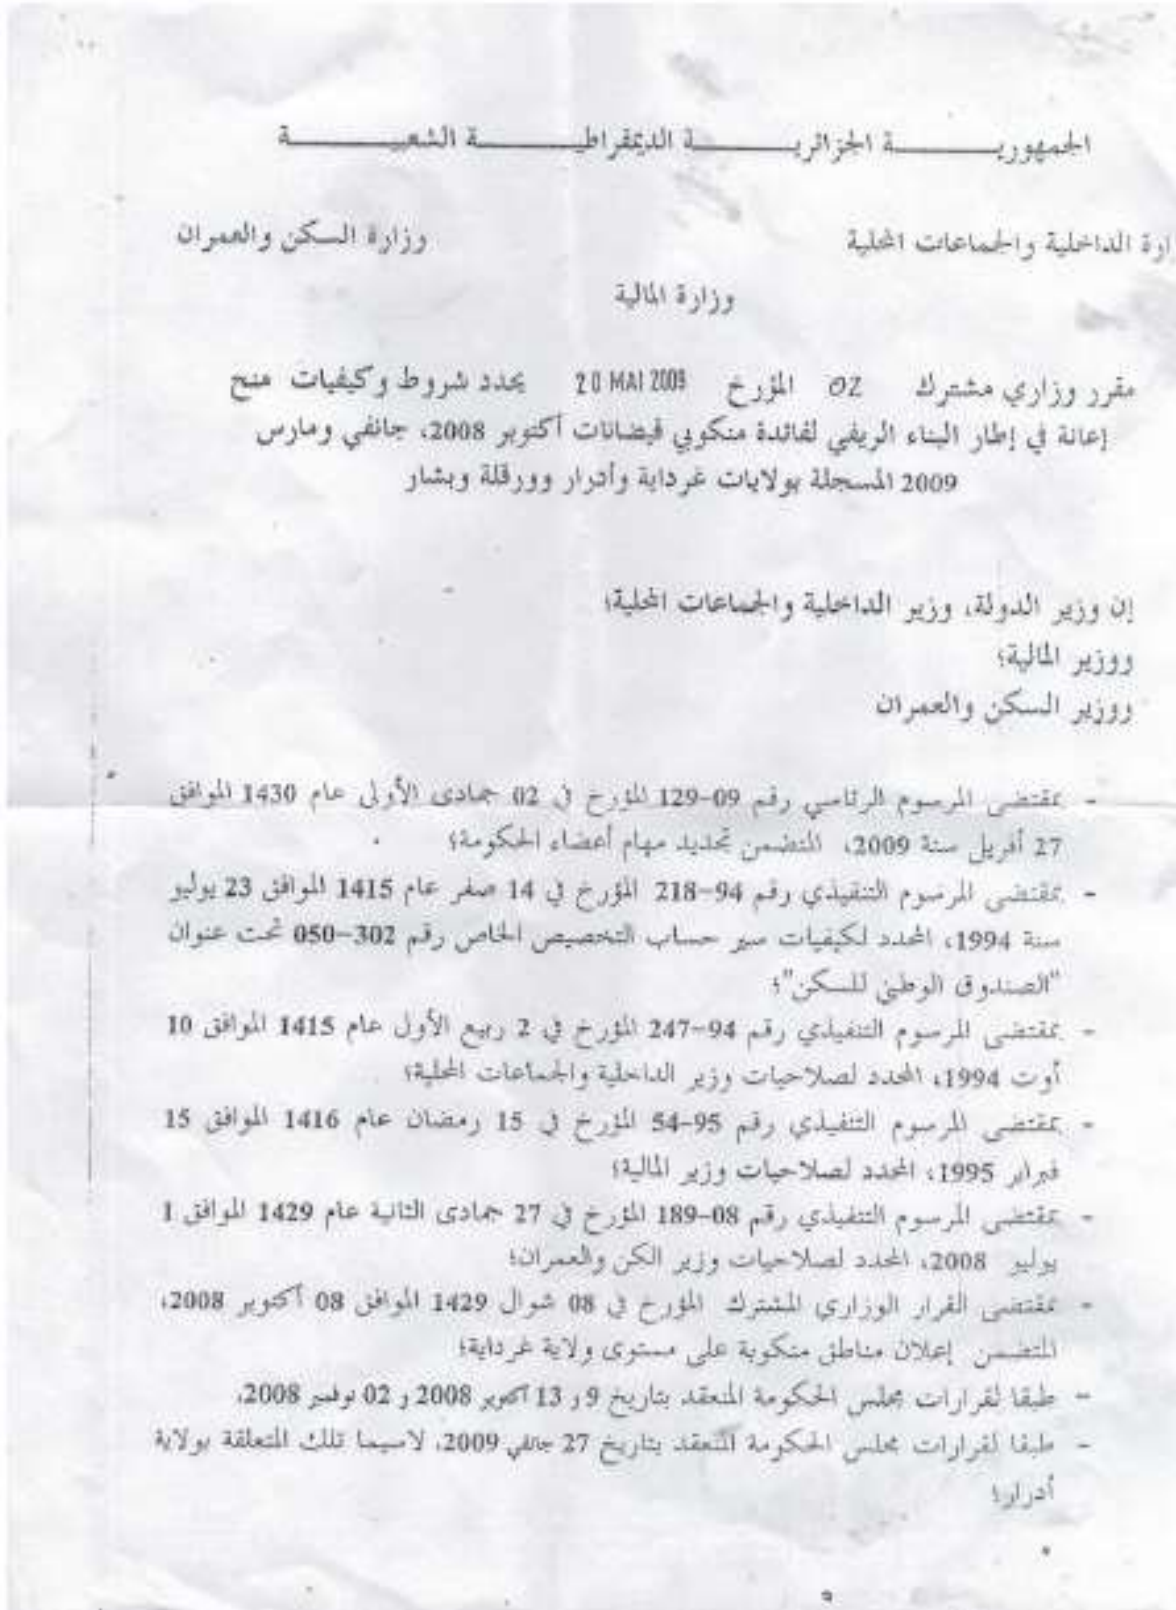 الجمهوريـــــة الجزائريـــــة الديمقراطيـــــة الشعبيـــــة
ارة الداخلية والجماعات المحلية
وزارة السكن والعمران
وزارة المالية
مقرر وزاري مشترك 02 المؤرخ 20 MAI 2009 يحدد شروط وكيفيات منح
إعانة في إطار البناء الريفي لفائدة منكوبي فيضانات أكتوبر 2008، جانفي ومارس
2009 المسجلة بولايات غرداية وأدرار وورقلة وبشار
إن وزير الدولة، وزير الداخلية والجماعات المحلية؛
ووزير المالية؛
ووزير السكن والعمران
- بمقتضى المرسوم الرئاسي رقم 09-129 المؤرخ في 02 جمادى الأولى عام 1430 الموافق
27 أفريل سنة 2009، المتضمن تحديد مهام أعضاء الحكومة؛
- بمقتضى المرسوم التنفيذي رقم 94-218 المؤرخ في 14 صفر عام 1415 الموافق 23 يوليو
سنة 1994، المحدد لكيفيات سير حساب التخصيص الخاص رقم 302-050 تحت عنوان
"الصندوق الوطني للسكن"؛
- بمقتضى المرسوم التنفيذي رقم 94-247 المؤرخ في 2 ربيع الأول عام 1415 الموافق 10
أوت 1994، المحدد لصلاحيات وزير الداخلية والجماعات المحلية؛
- بمقتضى المرسوم التنفيذي رقم 95-54 المؤرخ في 15 رمضان عام 1416 الموافق 15
فبراير 1995، المحدد لصلاحيات وزير المالية؛
- بمقتضى المرسوم التنفيذي رقم 08-189 المؤرخ في 27 جمادى الثانية عام 1429 الموافق 1
يوليو 2008، المحدد لصلاحيات وزير الكن والعمران؛
- بمقتضى القرار الوزاري المشترك المؤرخ في 08 شوال 1429 الموافق 08 أكتوبر 2008،
المتضمن إعلان مناطق منكوبة على مستوى ولاية غرداية؛
- طبقا لقرارات مجلس الحكومة المنعقد بتاريخ 9 و 13 أكتوبر 2008 و 02 نوفمبر 2008،
- طبقا لقرارات مجلس الحكومة المنعقد بتاريخ 27 جانفي 2009، لاسيما تلك المتعلقة بولاية
أدرار؛